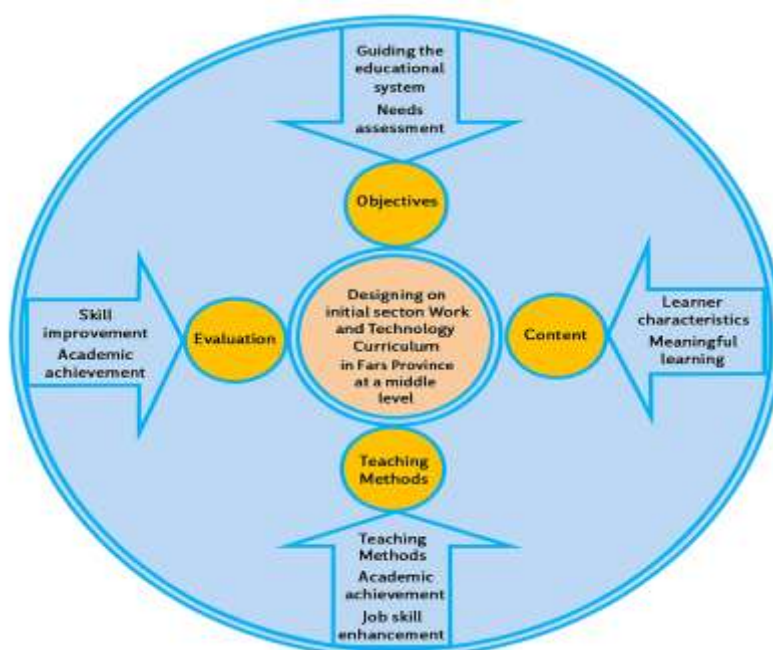 Guiding the
educational
system
Needs
assessment
Objectives
Skill
improvement
Academic
achievement
Evaluation
Designing on
initial secton Work
and Technology
Curriculum
in Fars Province
at a middle
level
Content
Learner
characteristics
Meaningful
learning
Teaching
Methods
Teaching
Methods
Academic
achievement
Job skill
enhancement